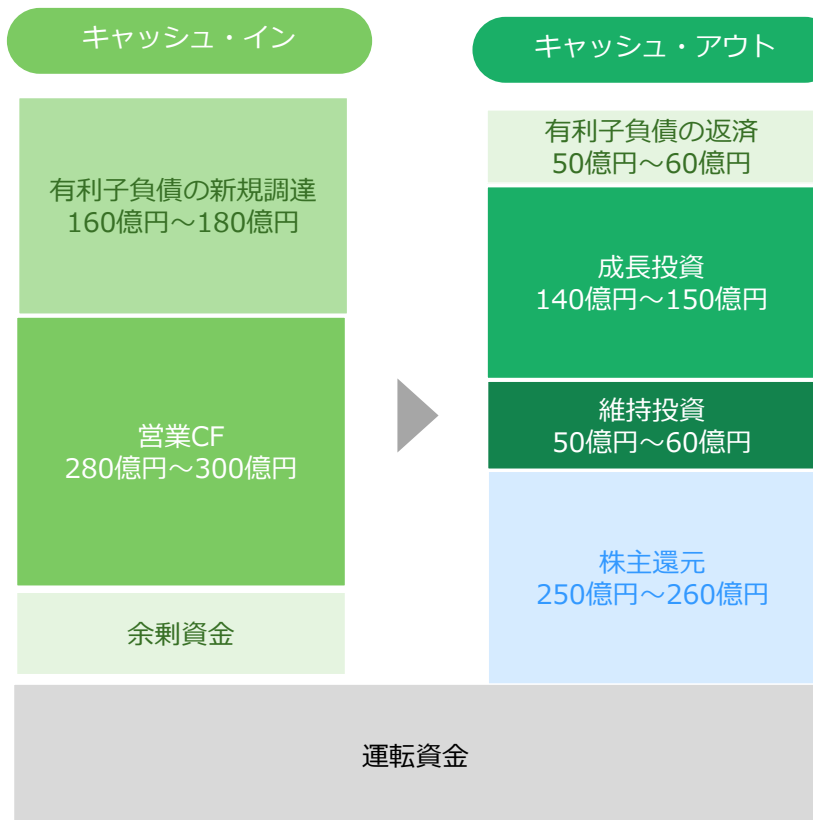 キャッシュ・イン
有利子負債の新規調達
160億円～180億円
営業CF
280億円～300億円
余剰資金
キャッシュ・アウト
有利子負債の返済
50億円～60億円
成長投資
140億円～150億円
維持投資
50億円～60億円
株主還元
250億円～260億円
運転資金